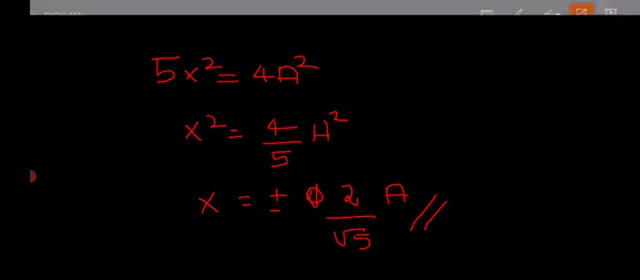 5x² = 4A²
x² = 4/5 A²
x = ± 2/√5 A //